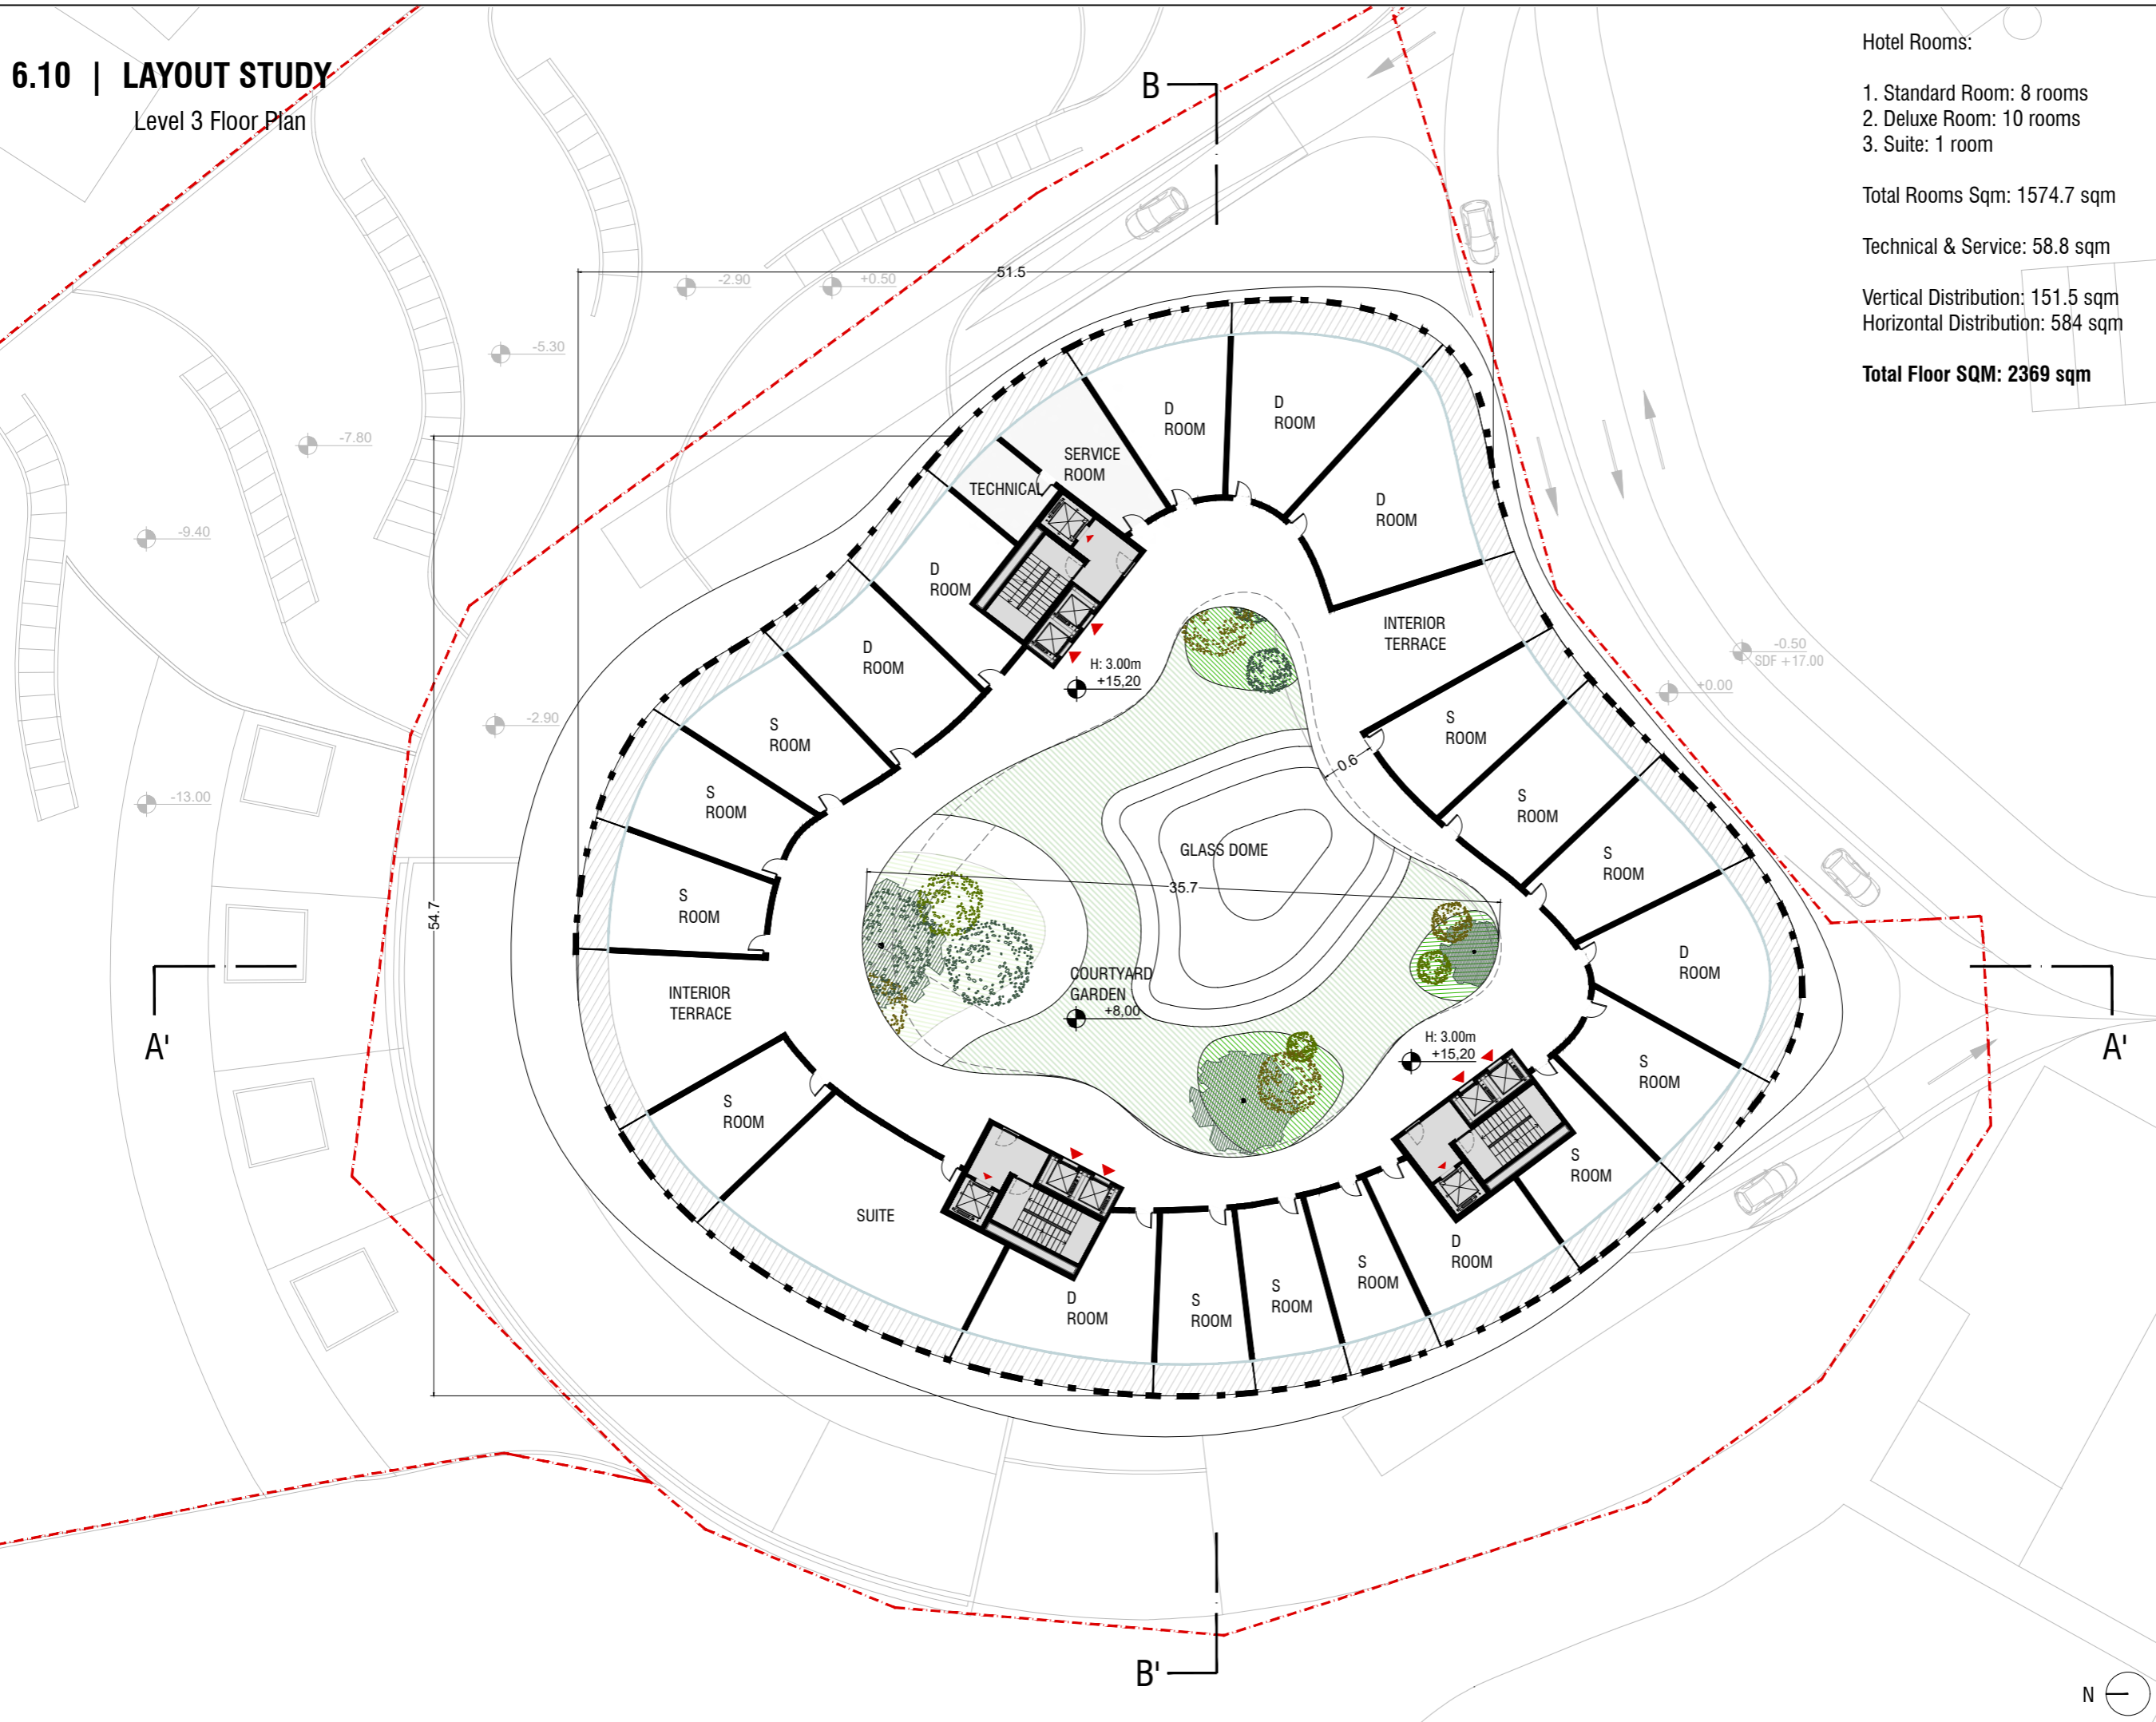 6.10 | LAYOUT STUDY
Level 3 Floor Plan
Hotel Rooms:
1. Standard Room: 8 rooms
2. Deluxe Room: 10 rooms
3. Suite: 1 room
Total Rooms Sqm: 1574.7 sqm
Technical & Service: 58.8 sqm
Vertical Distribution: 151.5 sqm
Horizontal Distribution: 584 sqm
Total Floor SQM: 2369 sqm
B
51.5
-2.90
+0.50
-5.30
-7.80
-9.40
-2.90
-13.00
54.7
D
ROOM
D
ROOM
SERVICE
ROOM
TECHNICAL
D
ROOM
D
ROOM
D
ROOM
INTERIOR
TERRACE
H: 3.00m
+15,20
-0.50
SDF +17.00
+0.00
S
ROOM
S
ROOM
S
ROOM
S
ROOM
0.6
S
ROOM
S
ROOM
GLASS DOME
35.7
D
ROOM
COURTYARD
GARDEN
+8,00
INTERIOR
TERRACE
A'
A'
H: 3.00m
+15,20
S
ROOM
S
ROOM
S
ROOM
SUITE
D
ROOM
S
ROOM
S
ROOM
S
ROOM
D
ROOM
B'
N